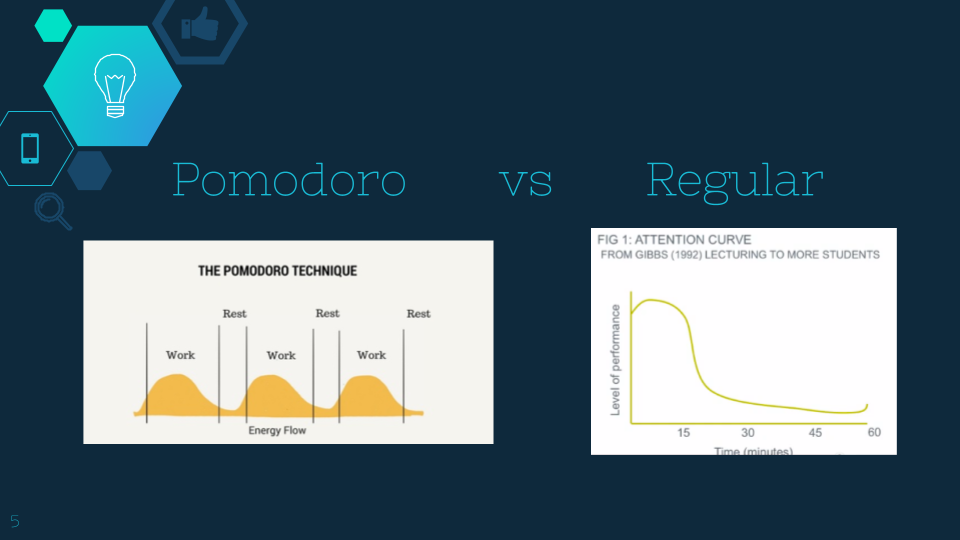 Pomodoro vs Regular
THE POMODORO TECHNIQUE
Rest Rest Rest
Work Work Work
Energy Flow
FIG 1: ATTENTION CURVE
FROM GIBBS (1992) LECTURING TO MORE STUDENTS
Level of performance
15 30 45 60
Time (minutes)
5